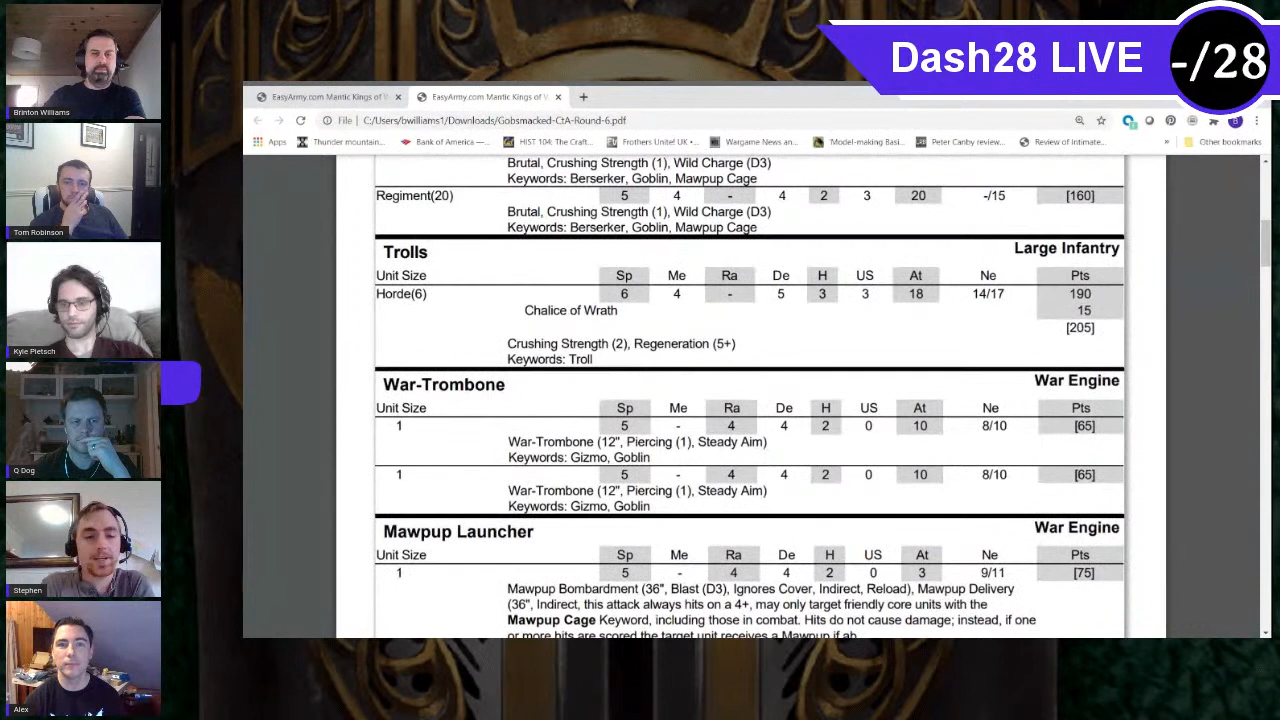 Dash28 LIVE
-/28
Brinton Williams
Tom Robinson
Kyle Pietsch
Q Dog
Stephen
Alex
EasyArmy.com Mantic Kings of V
EasyArmy.com Mantic Kings of V
File | C:/Users/bwilliams1/Downloads/Gobsmacked-CtA-Round-6.pdf
Apps Thunder mountain... Bank of America —... HIST 104: The Craft... Frothers Unite! UK •... Wargame News an... 'Model-making Basi... Peter Canby review... Review of Intimate... » Other bookmarks
Brutal, Crushing Strength (1), Wild Charge (D3)
Keywords: Berserker, Goblin, Mawpup Cage
Regiment(20) 5 4 - 4 2 3 20 -/15 [160]
Brutal, Crushing Strength (1), Wild Charge (D3)
Keywords: Berserker, Goblin, Mawpup Cage
Trolls Large Infantry
Unit Size Sp Me Ra De H US At Ne Pts
Horde(6) 6 4 - 5 3 3 18 14/17 190
Chalice of Wrath 15
[205]
Crushing Strength (2), Regeneration (5+)
Keywords: Troll
War-Trombone War Engine
Unit Size Sp Me Ra De H US At Ne Pts
1 5 - 4 4 2 0 10 8/10 [65]
War-Trombone (12", Piercing (1), Steady Aim)
Keywords: Gizmo, Goblin
1 5 - 4 4 2 0 10 8/10 [65]
War-Trombone (12", Piercing (1), Steady Aim)
Keywords: Gizmo, Goblin
Mawpup Launcher War Engine
Unit Size Sp Me Ra De H US At Ne Pts
1 5 - 4 4 2 0 3 9/11 [75]
Mawpup Bombardment (36", Blast (D3), Ignores Cover, Indirect, Reload), Mawpup Delivery
(36", Indirect, this attack always hits on a 4+, may only target friendly core units with the
Mawpup Cage Keyword, including those in combat. Hits do not cause damage; instead, if one
or more hits are scored the target unit receives a Mawpup if ab